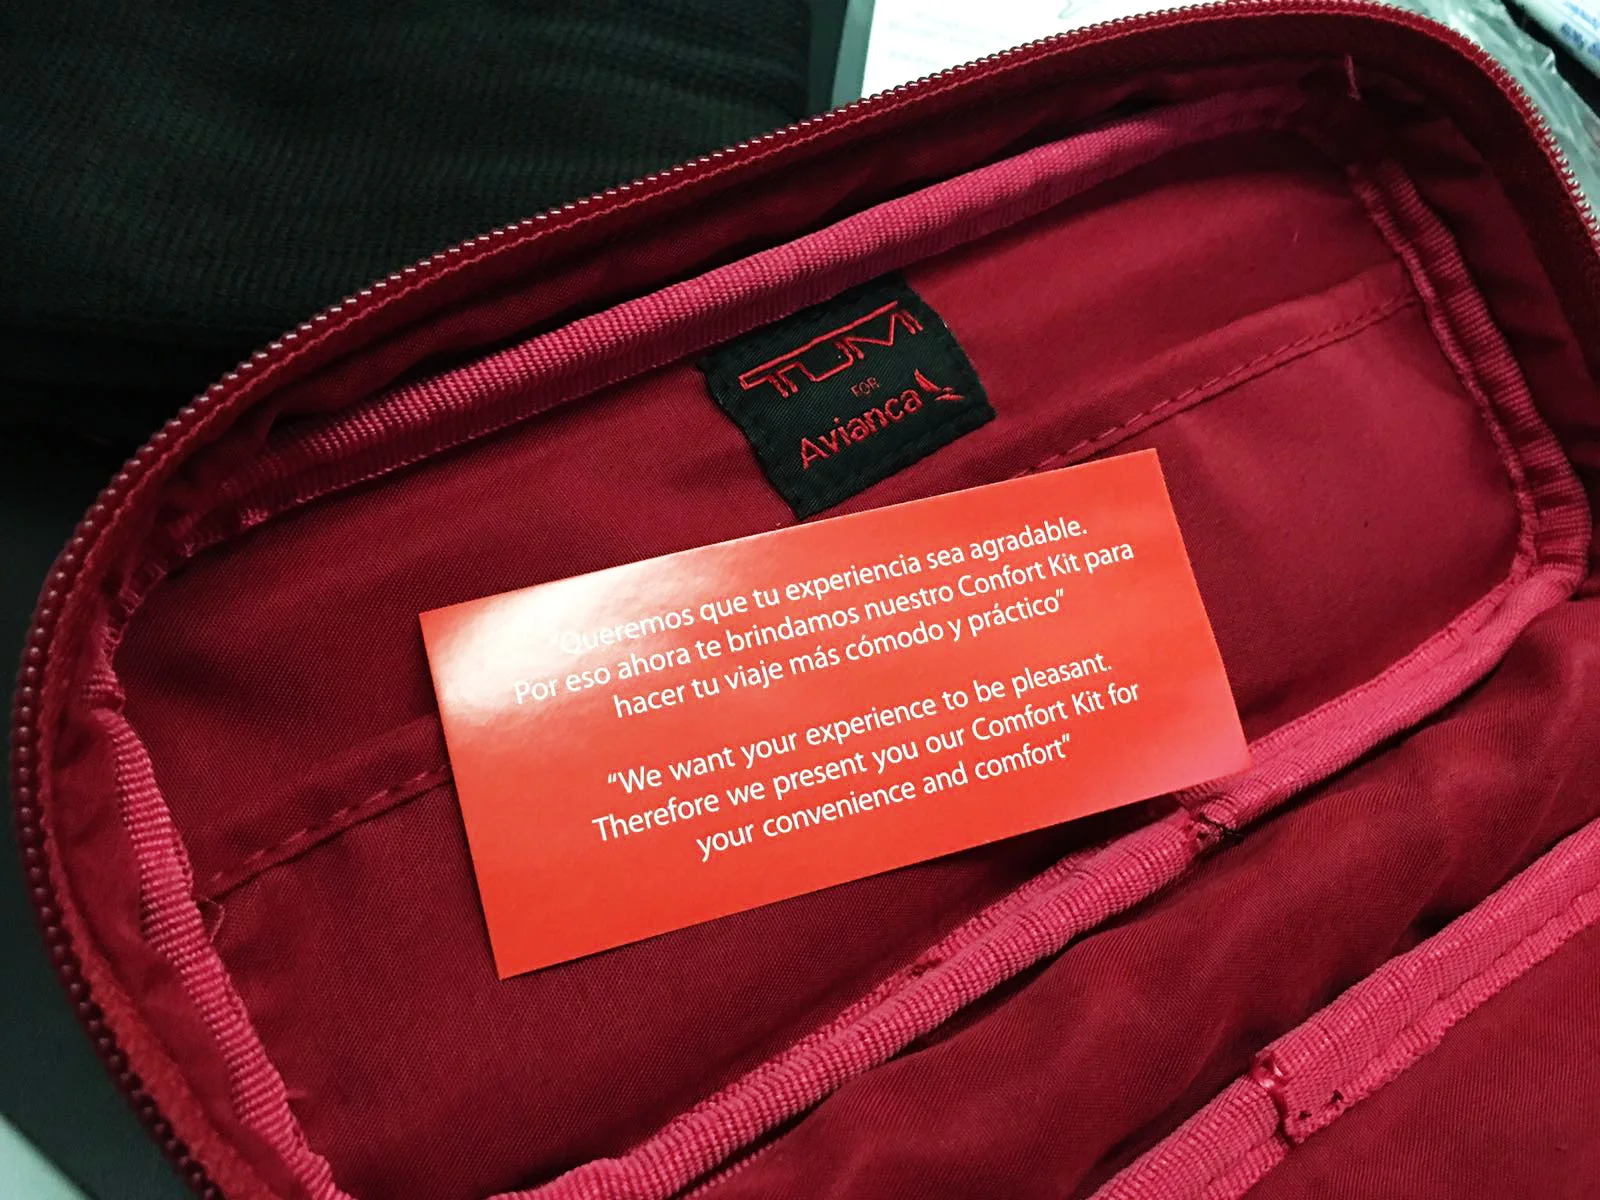 TUMI
FOR
Avianca
"Queremos que tu experiencia sea agradable.
Por eso ahora te brindamos nuestro Confort Kit para
hacer tu viaje más cómodo y práctico"
"We want your experience to be pleasant.
Therefore we present you our Comfort Kit for
your convenience and comfort"